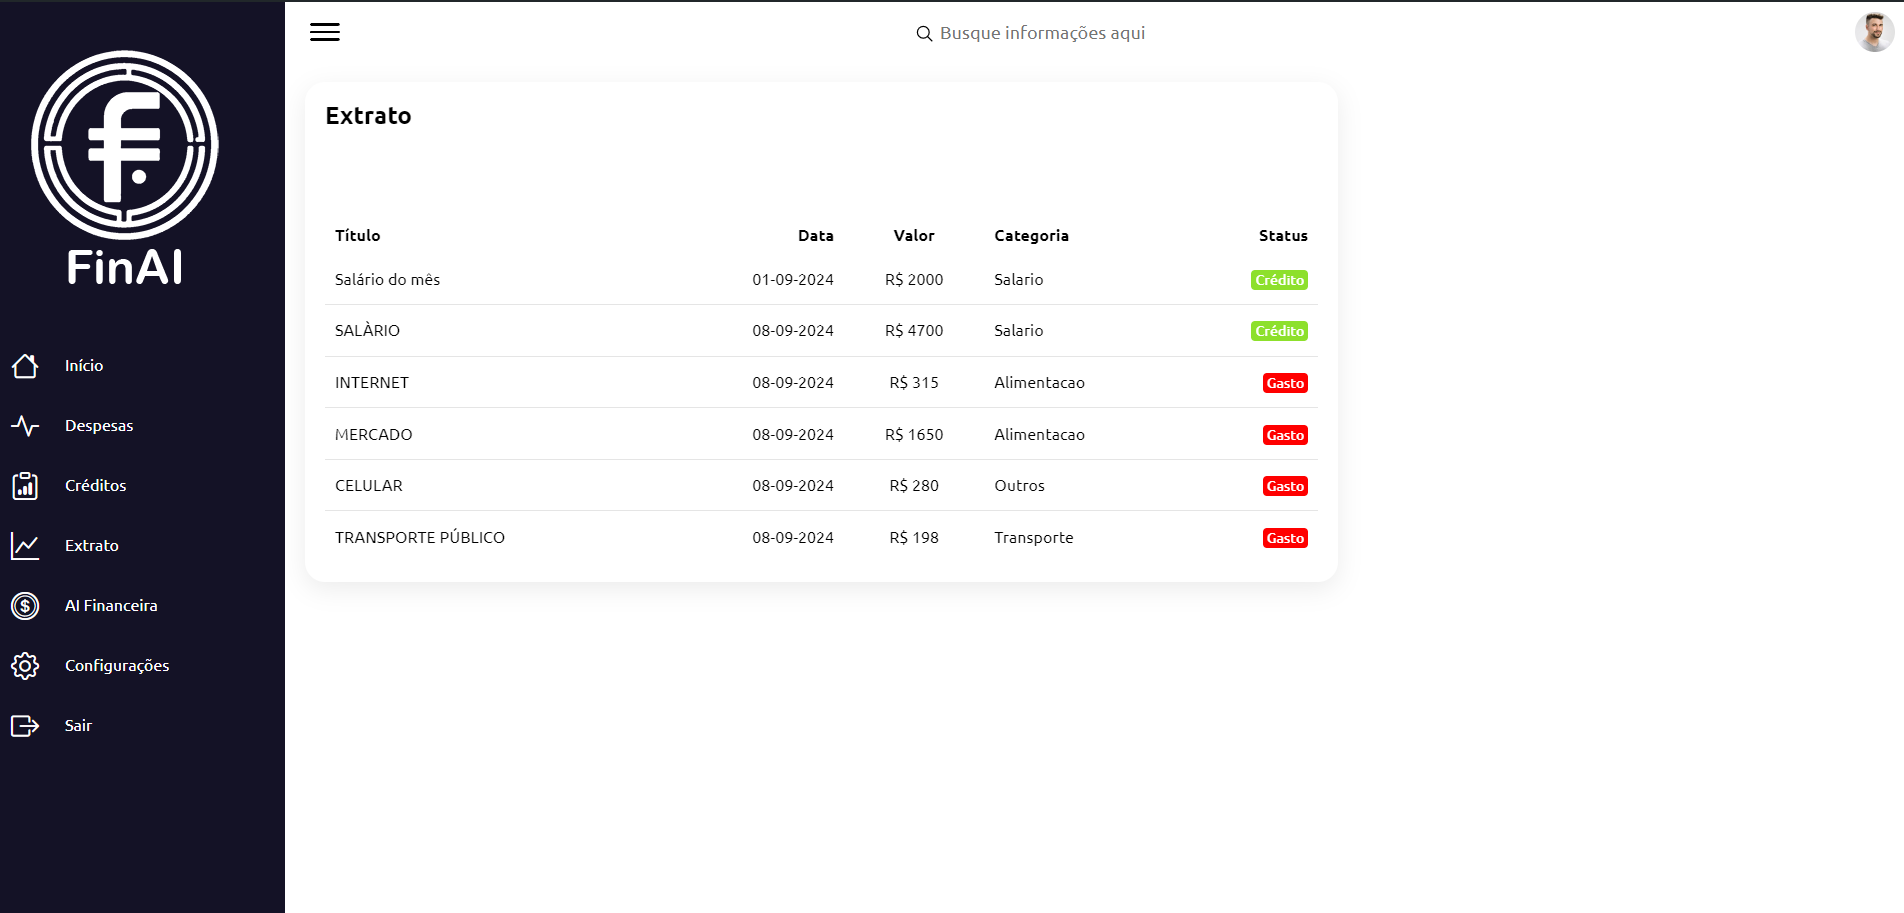 Busque informações aqui
FinAI
Início
Despesas
Créditos
Extrato
AI Financeira
Configurações
Sair
Extrato
Título Data Valor Categoria Status
Salário do mês 01-09-2024 R$ 2000 Salario Crédito
SALÀRIO 08-09-2024 R$ 4700 Salario Crédito
INTERNET 08-09-2024 R$ 315 Alimentacao Gasto
MERCADO 08-09-2024 R$ 1650 Alimentacao Gasto
CELULAR 08-09-2024 R$ 280 Outros Gasto
TRANSPORTE PÚBLICO 08-09-2024 R$ 198 Transporte Gasto